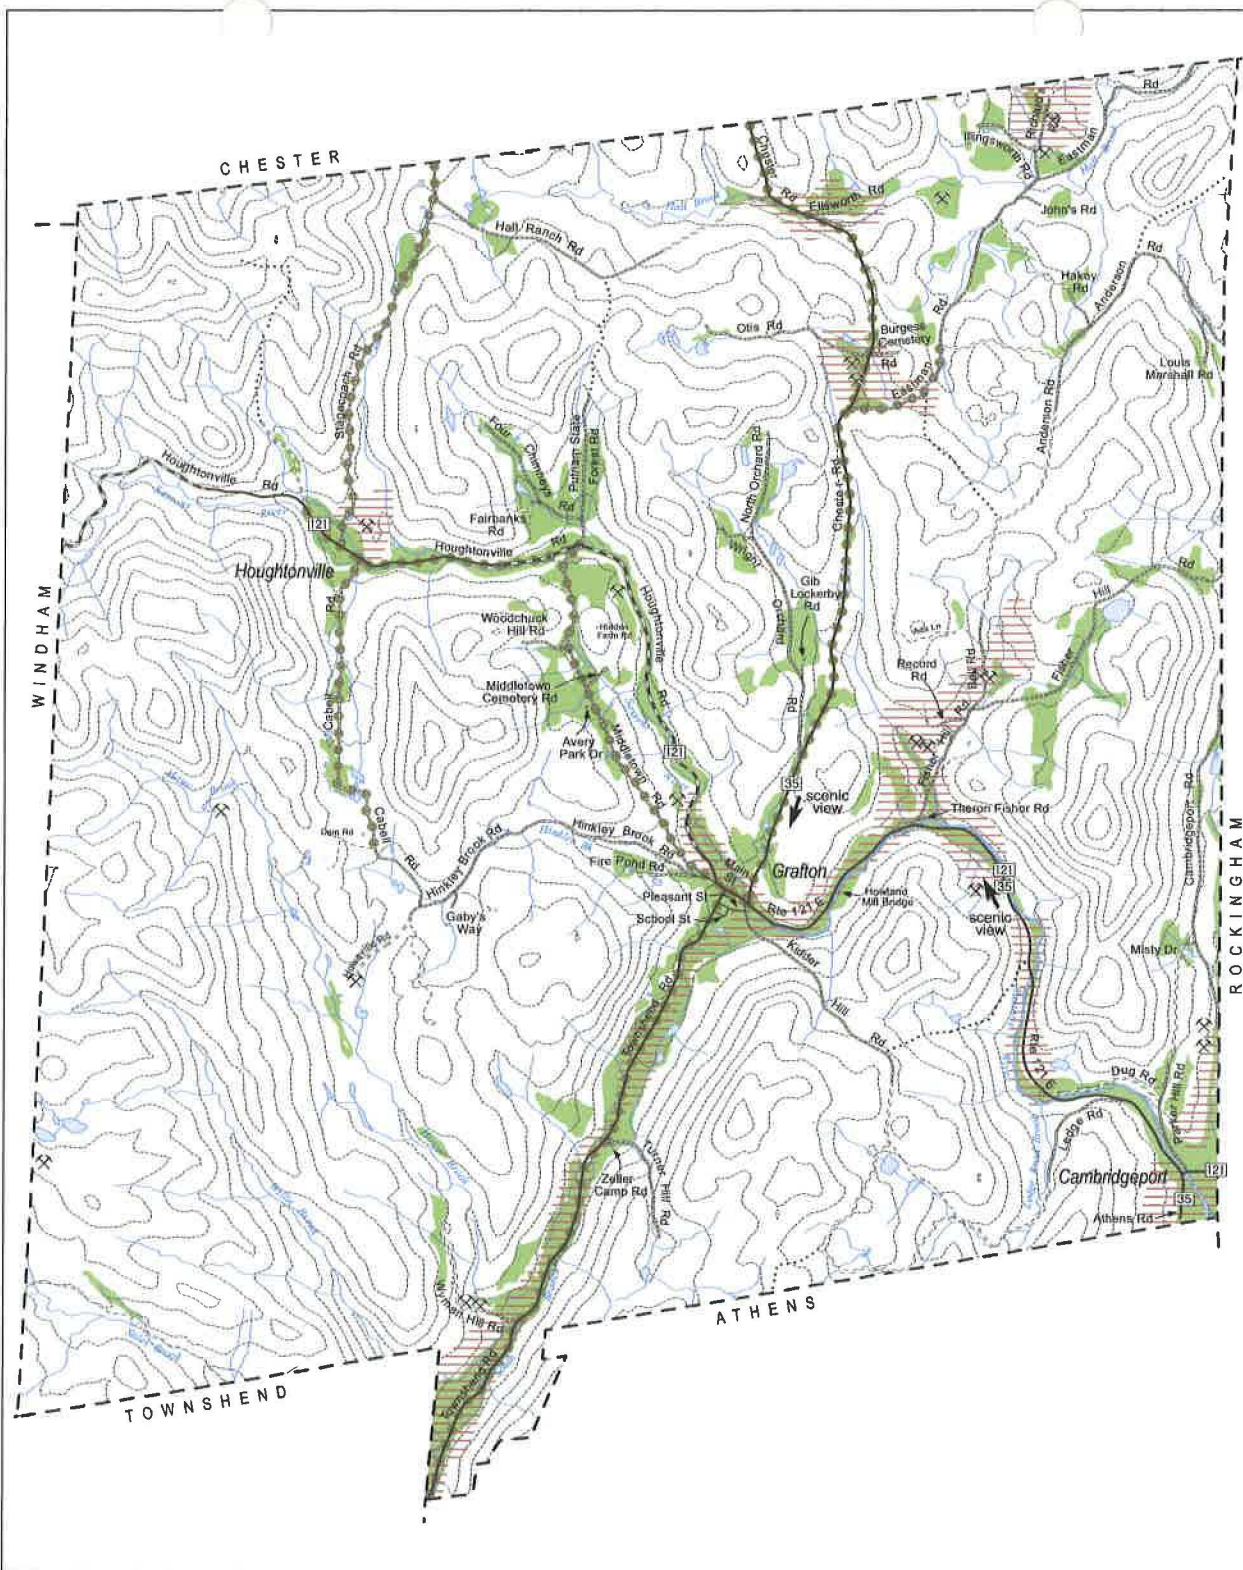 CHESTER
Rd
Richards
Illingsworth Rd
Eastman
Chester
Rd
Ellsworth Rd
Hall Brook
John's Rd
Hall Ranch Rd
Rd
Anderson
Hakey
Rd
Otis Rd
Burgess
Cemetery
Rd
Rd
Eastman
Louis
Marshall Rd
Stagecoach Rd
Anderson Rd
Four
Chimneys
Rd
Putnam State
Forest Rd
North Orchard Rd
Chester Rd
Houghtonville
Rd
River
121
Fairbanks
Rd
Houghtonville
Rd
Wright
Orchard
Rd
Houghtonville
Rd
Gib
Lockerby
Rd
Hill
Rd
Fisher
Houghtonville
Rd
WINDHAM
Woodchuck
Hill Rd
Hidden
Farm Rd
Record
Rd
Bell Rd
Middletown
Cemetery Rd
Cabell
Avery
Park Dr
Middletown
Rd
121
Fisher Hill Rd
35
scenic
view
Theron Fisher Rd
Cabell
Rd
Hinkley Brook Rd
Hinkley Brook Rd
Fire Pond Rd
Main
St
Grafton
121
35
Cambridgeport Rd
ROCKINGHAM
Pleasant St
School St
Rte 121 E
Howland
Mill Bridge
scenic
view
Gaby's
Way
Kidder
Hill
Rd
Misty Dr
Townshend Rd
Rte 121 E
Dug Rd
Parker Hill Rd
Ledge Rd
Turner Hill Rd
Zeller
Camp Rd
Cambridgeport
121
35
Athens Rd
Wyman Hill Rd
ATHENS
Townshend Rd
TOWNSHEND